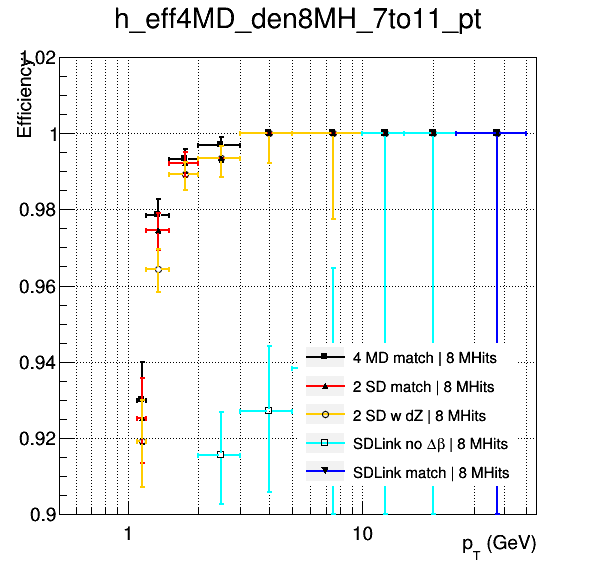 h_eff4MD_den8MH_7to11_pt
Efficiency
1.02
1
0.98
0.96
0.94
0.92
0.9
4 MD match | 8 MHits
2 SD match | 8 MHits
2 SD w dZ | 8 MHits
SDLink no Δβ | 8 MHits
SDLink match | 8 MHits
1
10
pT (GeV)